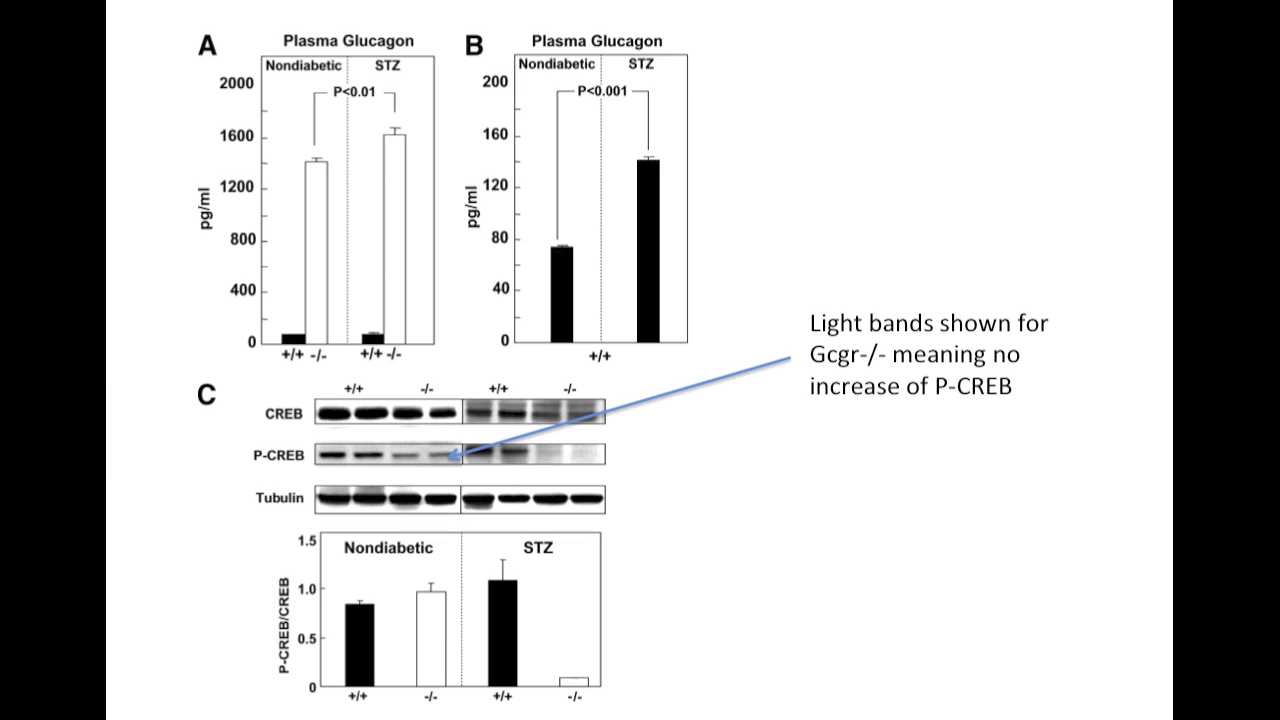 A
Plasma Glucagon
Nondiabetic STZ
P<0.01
2000
1600
1200
800
400
0
pg/ml
+/+ -/- +/+ -/-
B
Plasma Glucagon
Nondiabetic STZ
P<0.001
200
160
120
80
40
0
pg/ml
+/+
Light bands shown for
Gcgr-/- meaning no
increase of P-CREB
C
+/+ -/- +/+ -/-
CREB
P-CREB
Tubulin
Nondiabetic STZ
1.5
1.0
0.5
0
P-CREB/CREB
+/+ -/- +/+ -/-